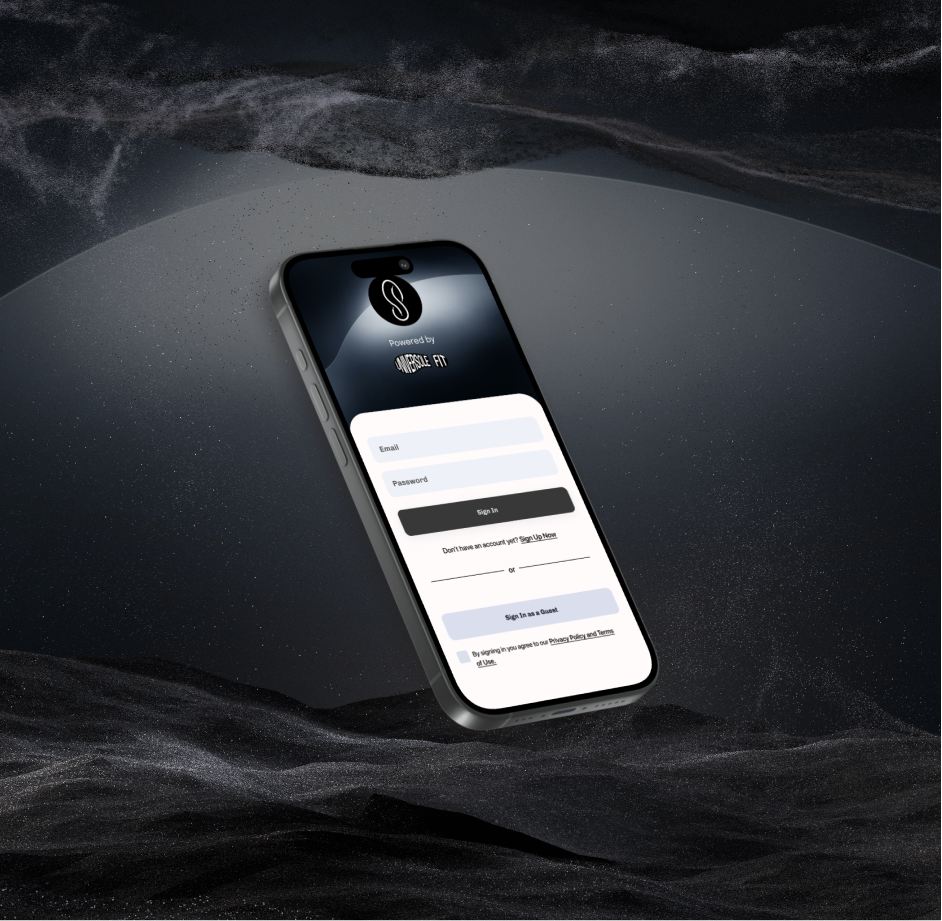 Powered by
UNIVERSOLE FIT
Email
Password
Sign In
Don't have an account yet? Sign Up Now
or
Sign In as a Guest
By signing in you agree to our Privacy Policy and Terms
of Use.